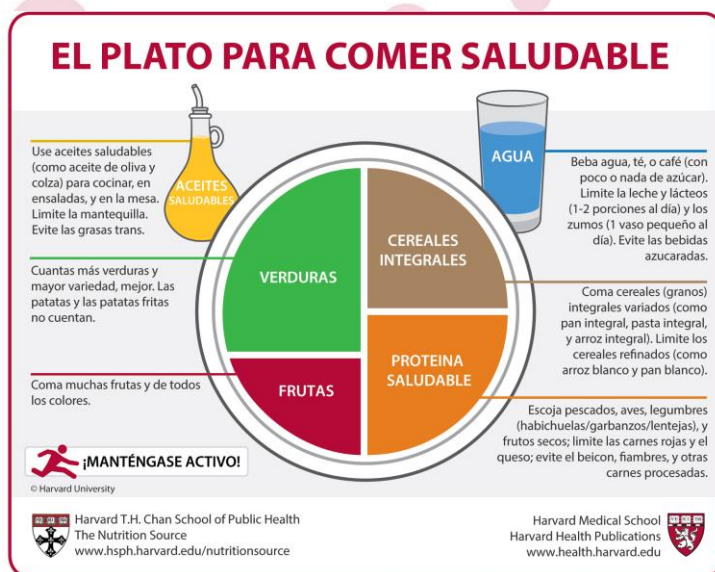 EL PLATO PARA COMER SALUDABLE
Use aceites saludables
(como aceite de oliva y
colza) para cocinar, en
ensaladas, y en la mesa.
Limite la mantequilla.
Evite las grasas trans.
ACEITES
SALUDABLES
AGUA
Beba agua, té, o café (con
poco o nada de azúcar).
Limite la leche y lácteos
(1-2 porciones al día) y los
zumos (1 vaso pequeño al
día). Evite las bebidas
azucaradas.
Cuantas más verduras y
mayor variedad, mejor. Las
patatas y las patatas fritas
no cuentan.
VERDURAS
CEREALES
INTEGRALES
Coma cereales (granos)
integrales variados (como
pan integral, pasta integral,
y arroz integral). Limite los
cereales refinados (como
arroz blanco y pan blanco).
Coma muchas frutas y de todos
los colores.
FRUTAS
PROTEINA
SALUDABLE
Escoja pescados, aves, legumbres
(habichuelas/garbanzos/lentejas), y
frutos secos; limite las carnes rojas y el
queso; evite el beicon, fiambres, y otras
carnes procesadas.
¡MANTÉNGASE ACTIVO!
© Harvard University
Harvard T.H. Chan School of Public Health
The Nutrition Source
www.hsph.harvard.edu/nutritionsource
Harvard Medical School
Harvard Health Publications
www.health.harvard.edu